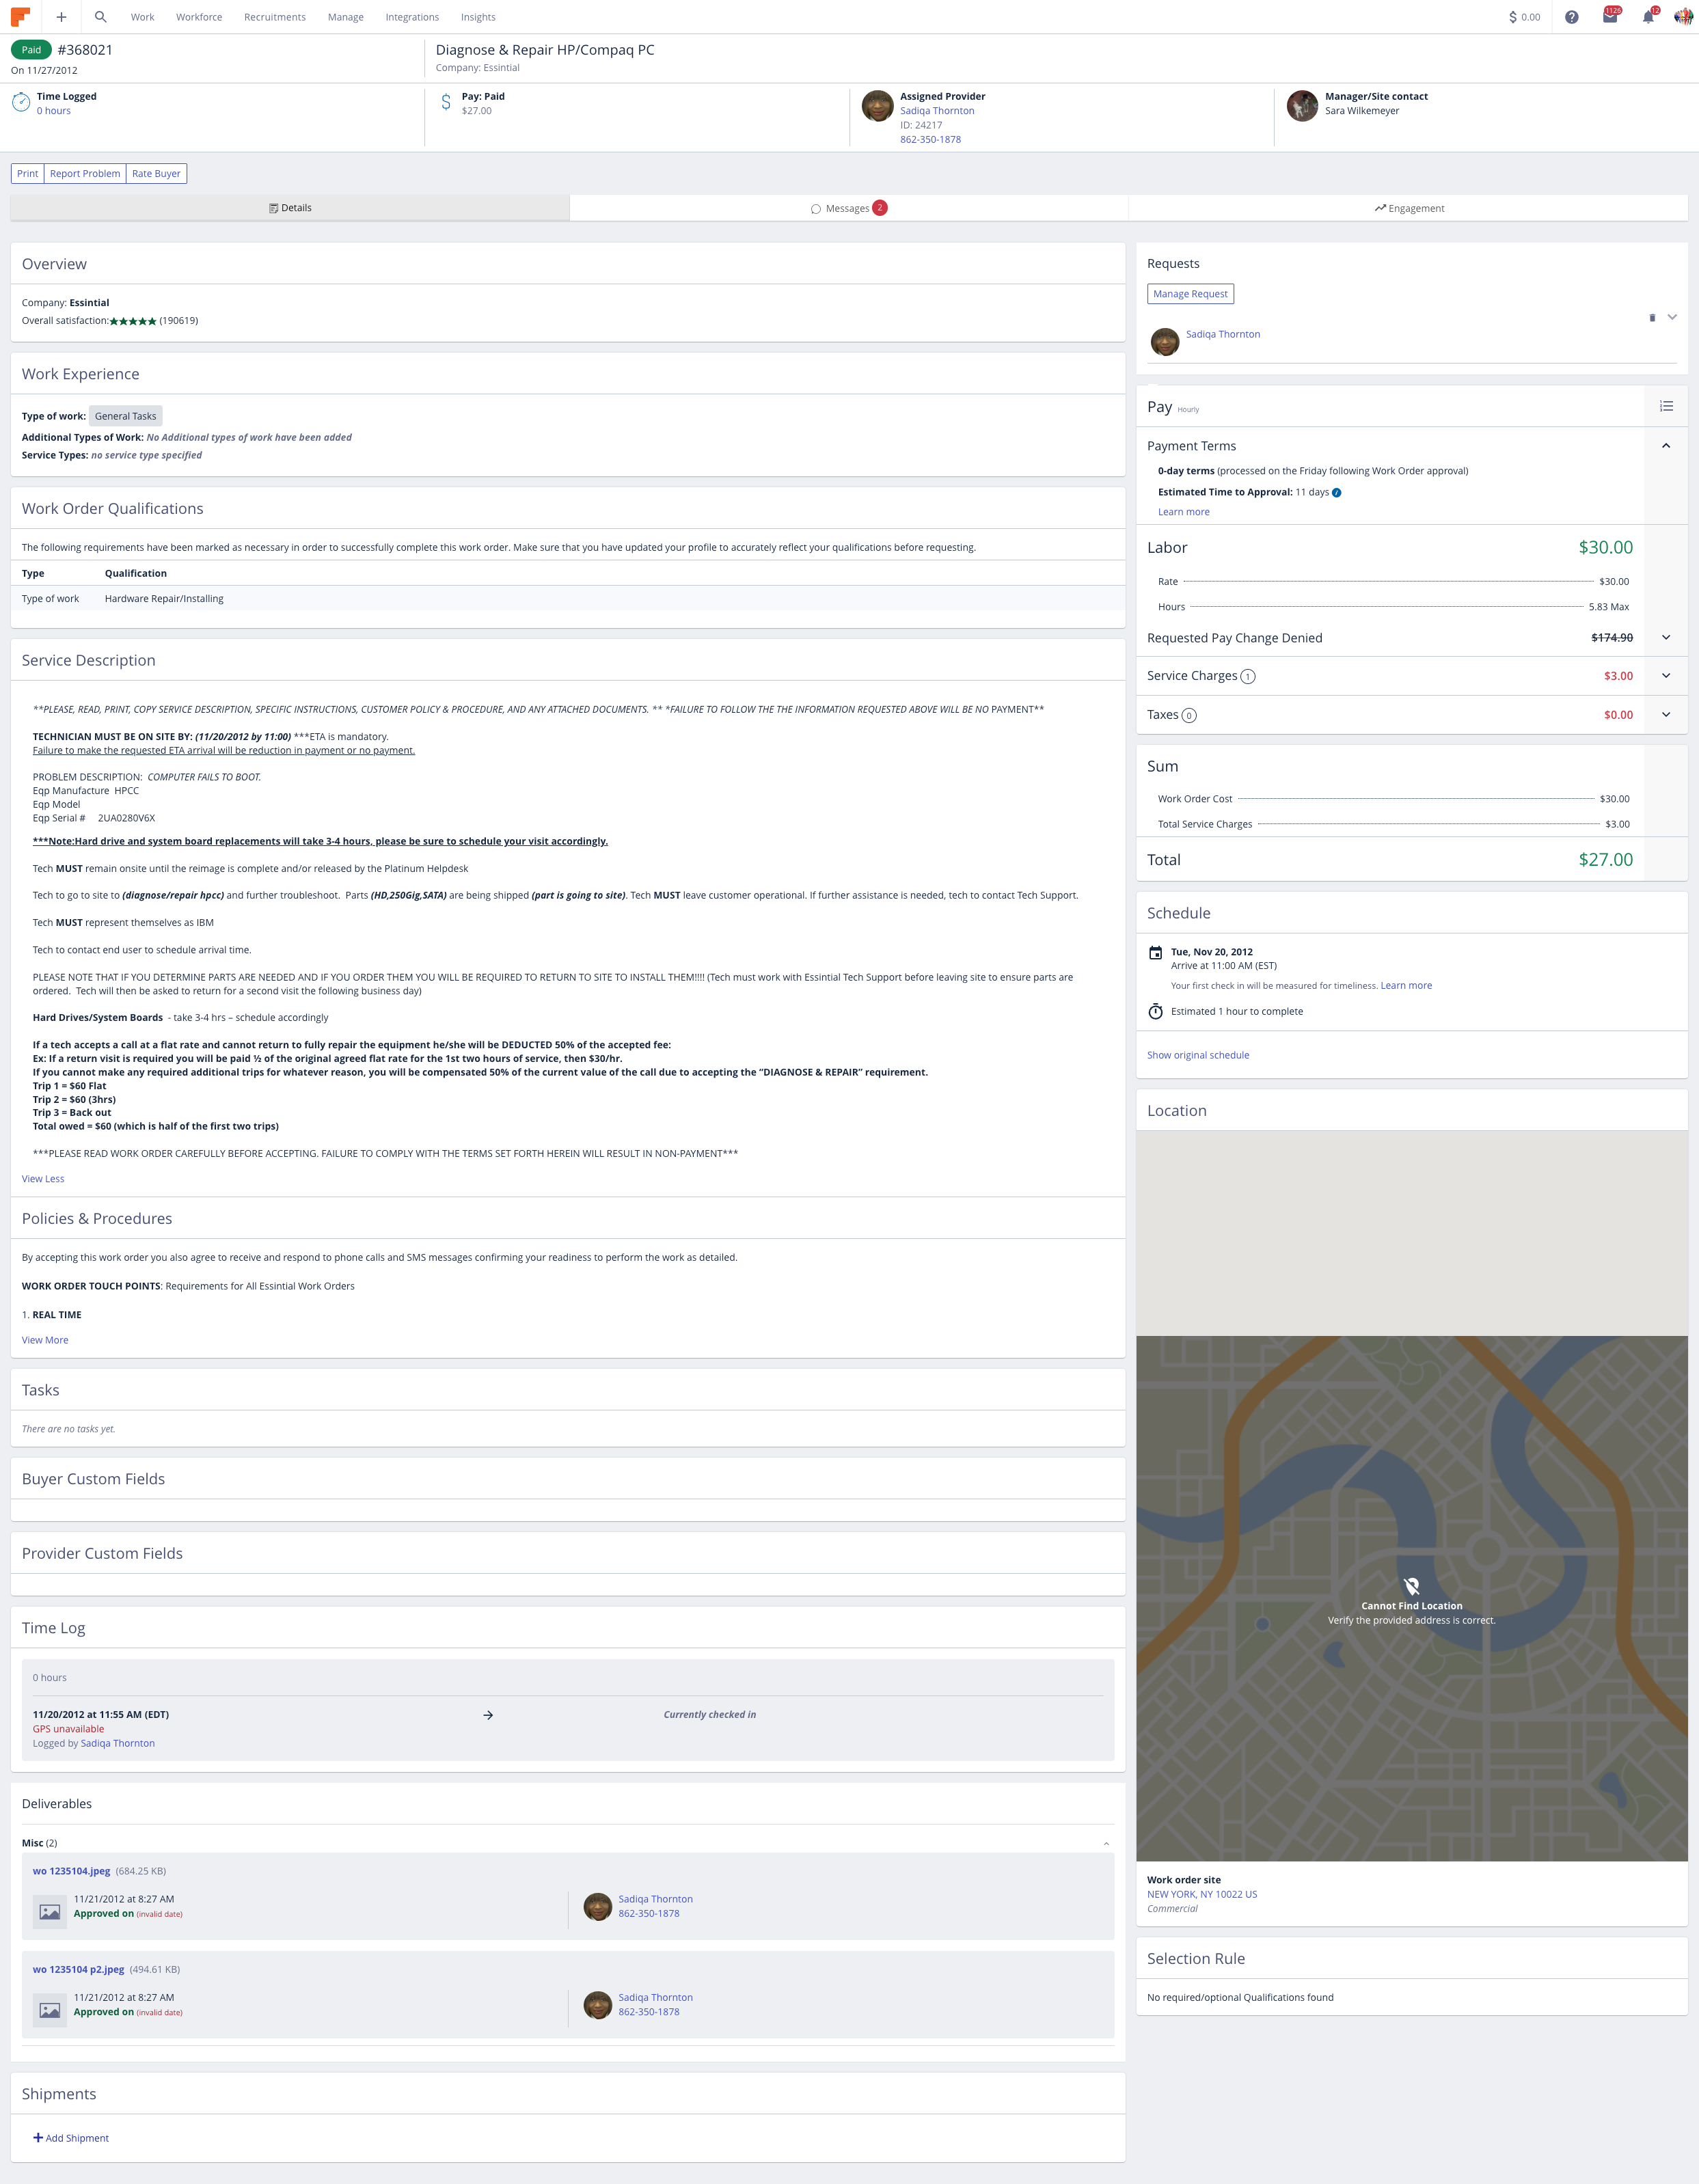 Work Workforce Recruitments Manage Integrations Insights $ 0.00 1126 12
Paid #368021
On 11/27/2012
Diagnose & Repair HP/Compaq PC
Company: Essintial
Time Logged
0 hours
Pay: Paid
$27.00
Assigned Provider
Sadiqa Thornton
ID: 24217
862-350-1878
Manager/Site contact
Sara Wilkemeyer
Print Report Problem Rate Buyer
Details Messages 2 Engagement
Overview
Company: Essintial
Overall satisfaction:★★★★★ (190619)
Work Experience
Type of work: General Tasks
Additional Types of Work: No Additional types of work have been added
Service Types: no service type specified
Work Order Qualifications
The following requirements have been marked as necessary in order to successfully complete this work order. Make sure that you have updated your profile to accurately reflect your qualifications before requesting.
Type Qualification
Type of work Hardware Repair/Installing
Service Description
**PLEASE, READ, PRINT, COPY SERVICE DESCRIPTION, SPECIFIC INSTRUCTIONS, CUSTOMER POLICY & PROCEDURE, AND ANY ATTACHED DOCUMENTS. ** *FAILURE TO FOLLOW THE THE INFORMATION REQUESTED ABOVE WILL BE NO PAYMENT**
TECHNICIAN MUST BE ON SITE BY: (11/20/2012 by 11:00) ***ETA is mandatory.
Failure to make the requested ETA arrival will be reduction in payment or no payment.
PROBLEM DESCRIPTION: COMPUTER FAILS TO BOOT.
Eqp Manufacture HPCC
Eqp Model
Eqp Serial # 2UA0280V6X
***Note:Hard drive and system board replacements will take 3-4 hours, please be sure to schedule your visit accordingly.
Tech MUST remain onsite until the reimage is complete and/or released by the Platinum Helpdesk
Tech to go to site to (diagnose/repair hpcc) and further troubleshoot. Parts (HD,250Gig,SATA) are being shipped (part is going to site). Tech MUST leave customer operational. If further assistance is needed, tech to contact Tech Support.
Tech MUST represent themselves as IBM
Tech to contact end user to schedule arrival time.
PLEASE NOTE THAT IF YOU DETERMINE PARTS ARE NEEDED AND IF YOU ORDER THEM YOU WILL BE REQUIRED TO RETURN TO SITE TO INSTALL THEM!!!! (Tech must work with Essintial Tech Support before leaving site to ensure parts are
ordered. Tech will then be asked to return for a second visit the following business day)
Hard Drives/System Boards - take 3-4 hrs – schedule accordingly
If a tech accepts a call at a flat rate and cannot return to fully repair the equipment he/she will be DEDUCTED 50% of the accepted fee:
Ex: If a return visit is required you will be paid ½ of the original agreed flat rate for the 1st two hours of service, then $30/hr.
If you cannot make any required additional trips for whatever reason, you will be compensated 50% of the current value of the call due to accepting the “DIAGNOSE & REPAIR” requirement.
Trip 1 = $60 Flat
Trip 2 = $60 (3hrs)
Trip 3 = Back out
Total owed = $60 (which is half of the first two trips)
***PLEASE READ WORK ORDER CAREFULLY BEFORE ACCEPTING. FAILURE TO COMPLY WITH THE TERMS SET FORTH HEREIN WILL RESULT IN NON-PAYMENT***
View Less
Policies & Procedures
By accepting this work order you also agree to receive and respond to phone calls and SMS messages confirming your readiness to perform the work as detailed.
WORK ORDER TOUCH POINTS: Requirements for All Essintial Work Orders
1. REAL TIME
View More
Tasks
There are no tasks yet.
Buyer Custom Fields
Provider Custom Fields
Time Log
0 hours
11/20/2012 at 11:55 AM (EDT) → Currently checked in
GPS unavailable
Logged by Sadiqa Thornton
Deliverables
Misc (2)
wo 1235104.jpeg (684.25 KB)
11/21/2012 at 8:27 AM
Approved on (invalid date)
Sadiqa Thornton
862-350-1878
wo 1235104 p2.jpeg (494.61 KB)
11/21/2012 at 8:27 AM
Approved on (invalid date)
Sadiqa Thornton
862-350-1878
Shipments
+ Add Shipment
Requests
Manage Request
Sadiqa Thornton
Pay Hourly
Payment Terms
0-day terms (processed on the Friday following Work Order approval)
Estimated Time to Approval: 11 days
Learn more
Labor $30.00
Rate $30.00
Hours 5.83 Max
Requested Pay Change Denied $174.90
Service Charges 1 $3.00
Taxes 0 $0.00
Sum
Work Order Cost $30.00
Total Service Charges $3.00
Total $27.00
Schedule
Tue, Nov 20, 2012
Arrive at 11:00 AM (EST)
Your first check in will be measured for timeliness. Learn more
Estimated 1 hour to complete
Show original schedule
Location
Cannot Find Location
Verify the provided address is correct.
Work order site
NEW YORK, NY 10022 US
Commercial
Selection Rule
No required/optional Qualifications found